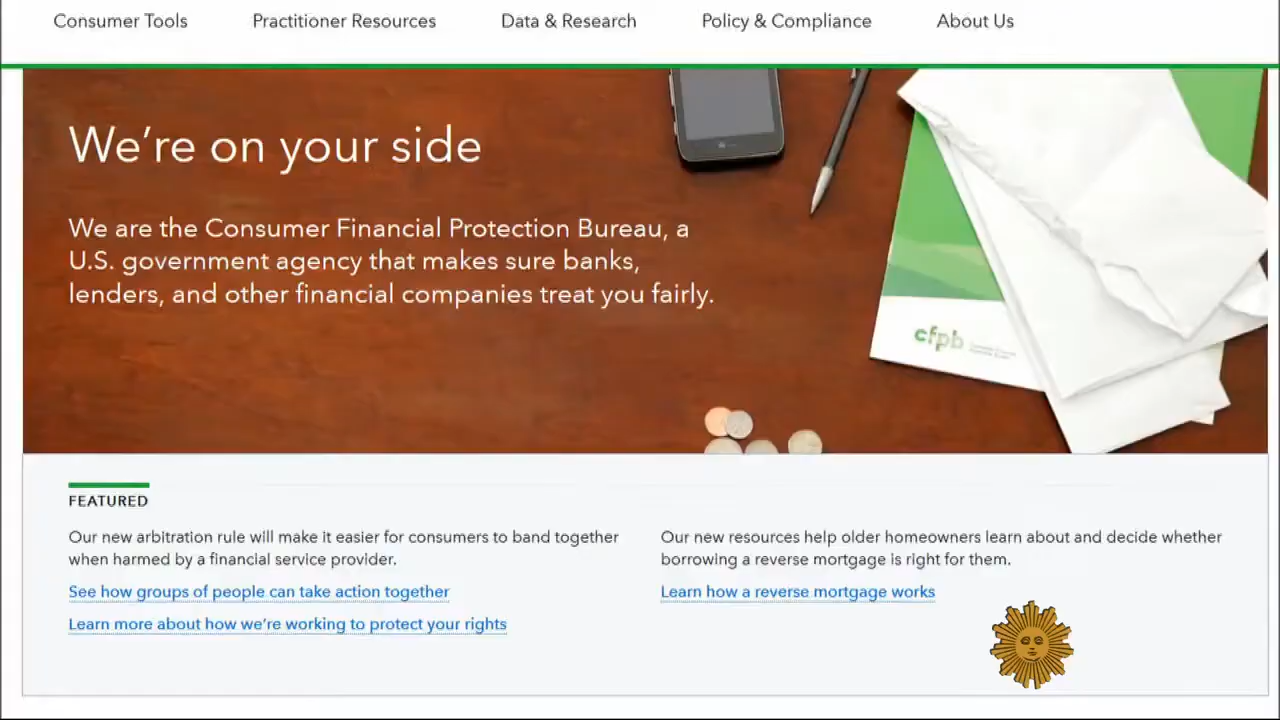 Consumer Tools
Practitioner Resources
Data & Research
Policy & Compliance
About Us
We're on your side
We are the Consumer Financial Protection Bureau, a
U.S. government agency that makes sure banks,
lenders, and other financial companies treat you fairly.
cfpb
FEATURED
Our new arbitration rule will make it easier for consumers to band together
when harmed by a financial service provider.
See how groups of people can take action together
Learn more about how we're working to protect your rights
Our new resources help older homeowners learn about and decide whether
borrowing a reverse mortgage is right for them.
Learn how a reverse mortgage works